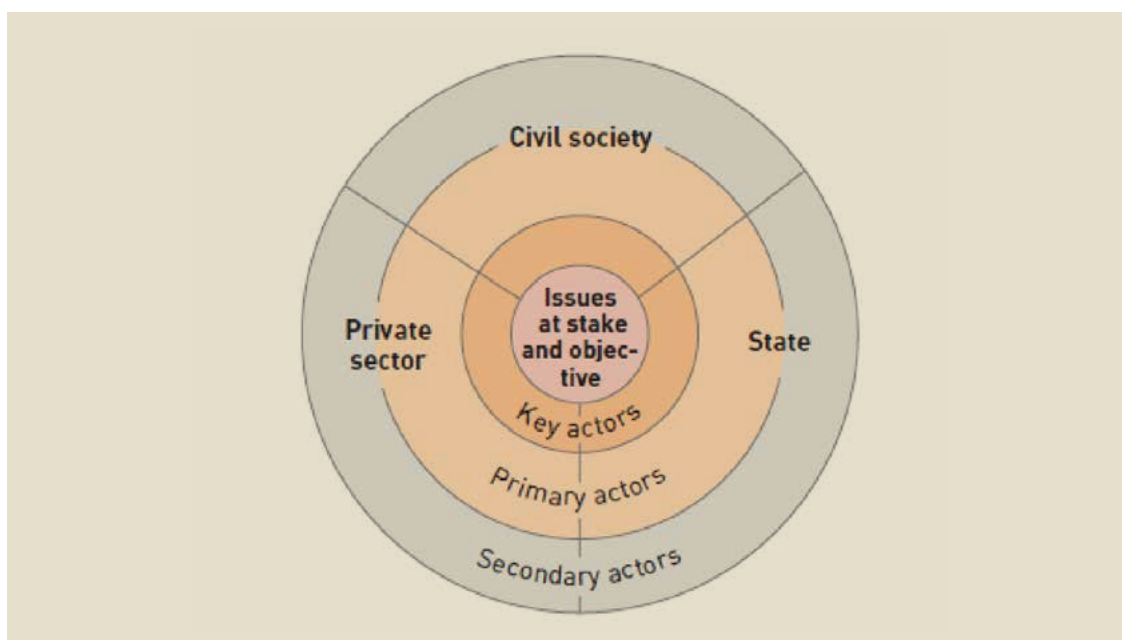 Civil society
Issues
at stake
and objec-
tive
Private
sector
State
Key actors
Primary actors
Secondary actors